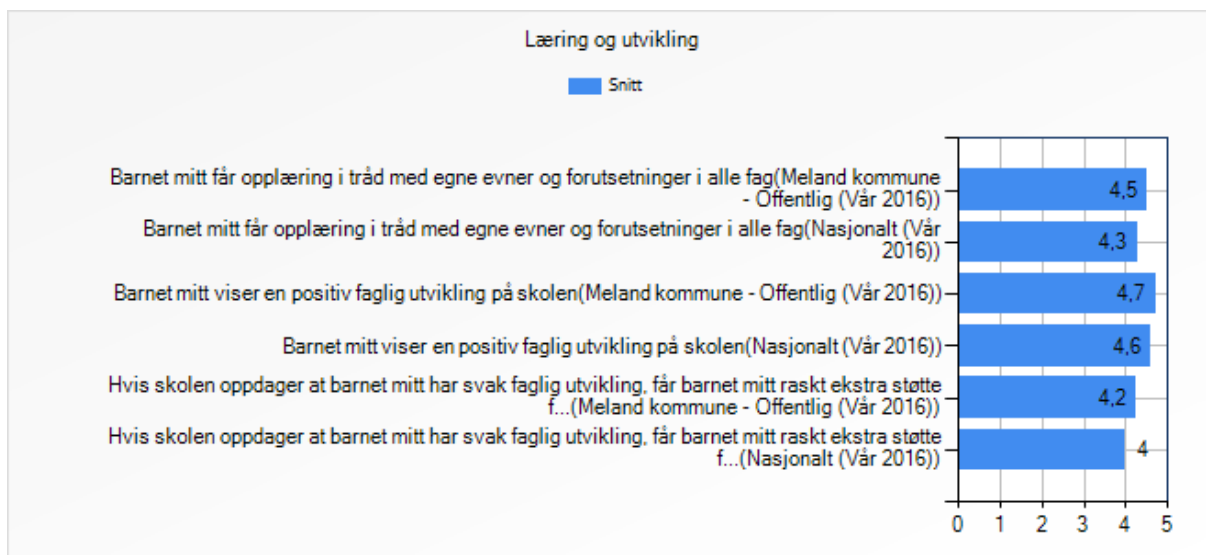 Læring og utvikling
Snitt
Barnet mitt får opplæring i tråd med egne evner og forutsetninger i alle fag(Meland kommune
- Offentlig (Vår 2016))
4,5
Barnet mitt får opplæring i tråd med egne evner og forutsetninger i alle fag(Nasjonalt (Vår
2016))
4,3
Barnet mitt viser en positiv faglig utvikling på skolen(Meland kommune - Offentlig (Vår 2016))
4,7
Barnet mitt viser en positiv faglig utvikling på skolen(Nasjonalt (Vår 2016))
4,6
Hvis skolen oppdager at barnet mitt har svak faglig utvikling, får barnet mitt raskt ekstra støtte
f...(Meland kommune - Offentlig (Vår 2016))
4,2
Hvis skolen oppdager at barnet mitt har svak faglig utvikling, får barnet mitt raskt ekstra støtte
f...(Nasjonalt (Vår 2016))
4
0 1 2 3 4 5